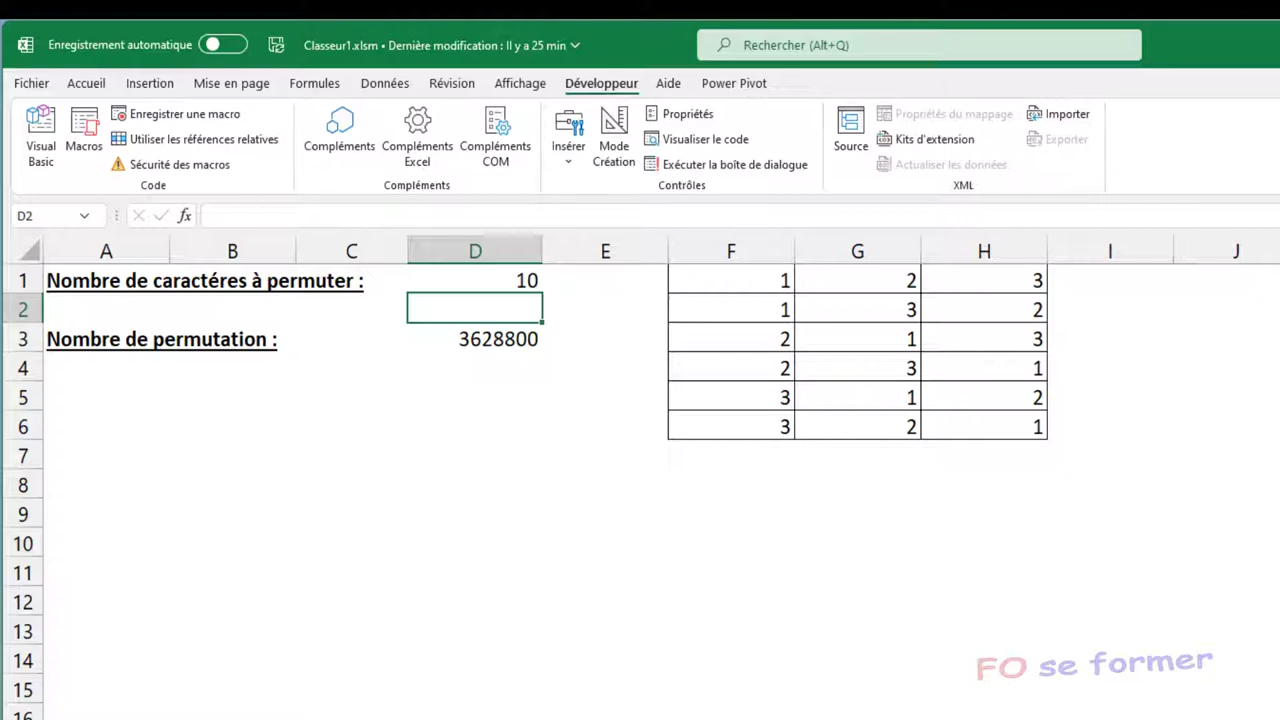 Enregistrement automatique Classeur1.xlsm • Dernière modification : Il y a 25 min Rechercher (Alt+Q)
Fichier Accueil Insertion Mise en page Formules Données Révision Affichage Développeur Aide Power Pivot
Visual Basic
Macros
Enregistrer une macro
Utiliser les références relatives
Sécurité des macros
Code
Compléments
Compléments Excel
Compléments COM
Compléments
Insérer
Mode Création
Propriétés
Visualiser le code
Exécuter la boîte de dialogue
Contrôles
Source
Propriétés du mappage
Kits d'extension
Actualiser les données
Importer
Exporter
XML
D2 fx
A B C D E F G H I J
1 Nombre de caractéres à permuter : 10 1 2 3
2 1 3 2
3 Nombre de permutation : 3628800 2 1 3
4 2 3 1
5 3 1 2
6 3 2 1
7
8
9
10
11
12
13
14
15
FO se former